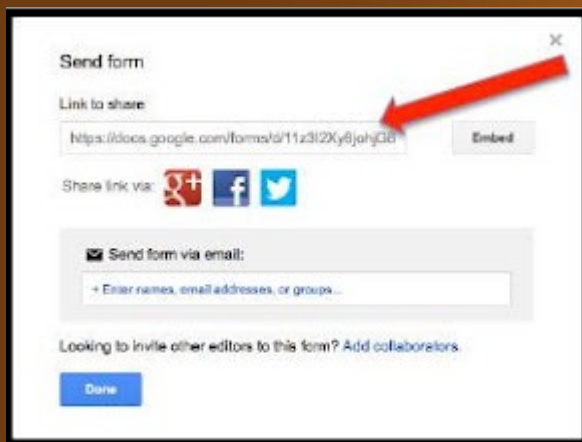 Send form
Link to share
https://docs.google.com/forms/d/
Embed
Share link via:
Send form via email:
+ Enter names, email addresses, or groups...
Looking to invite other editors to this form? Add collaborators.
Done